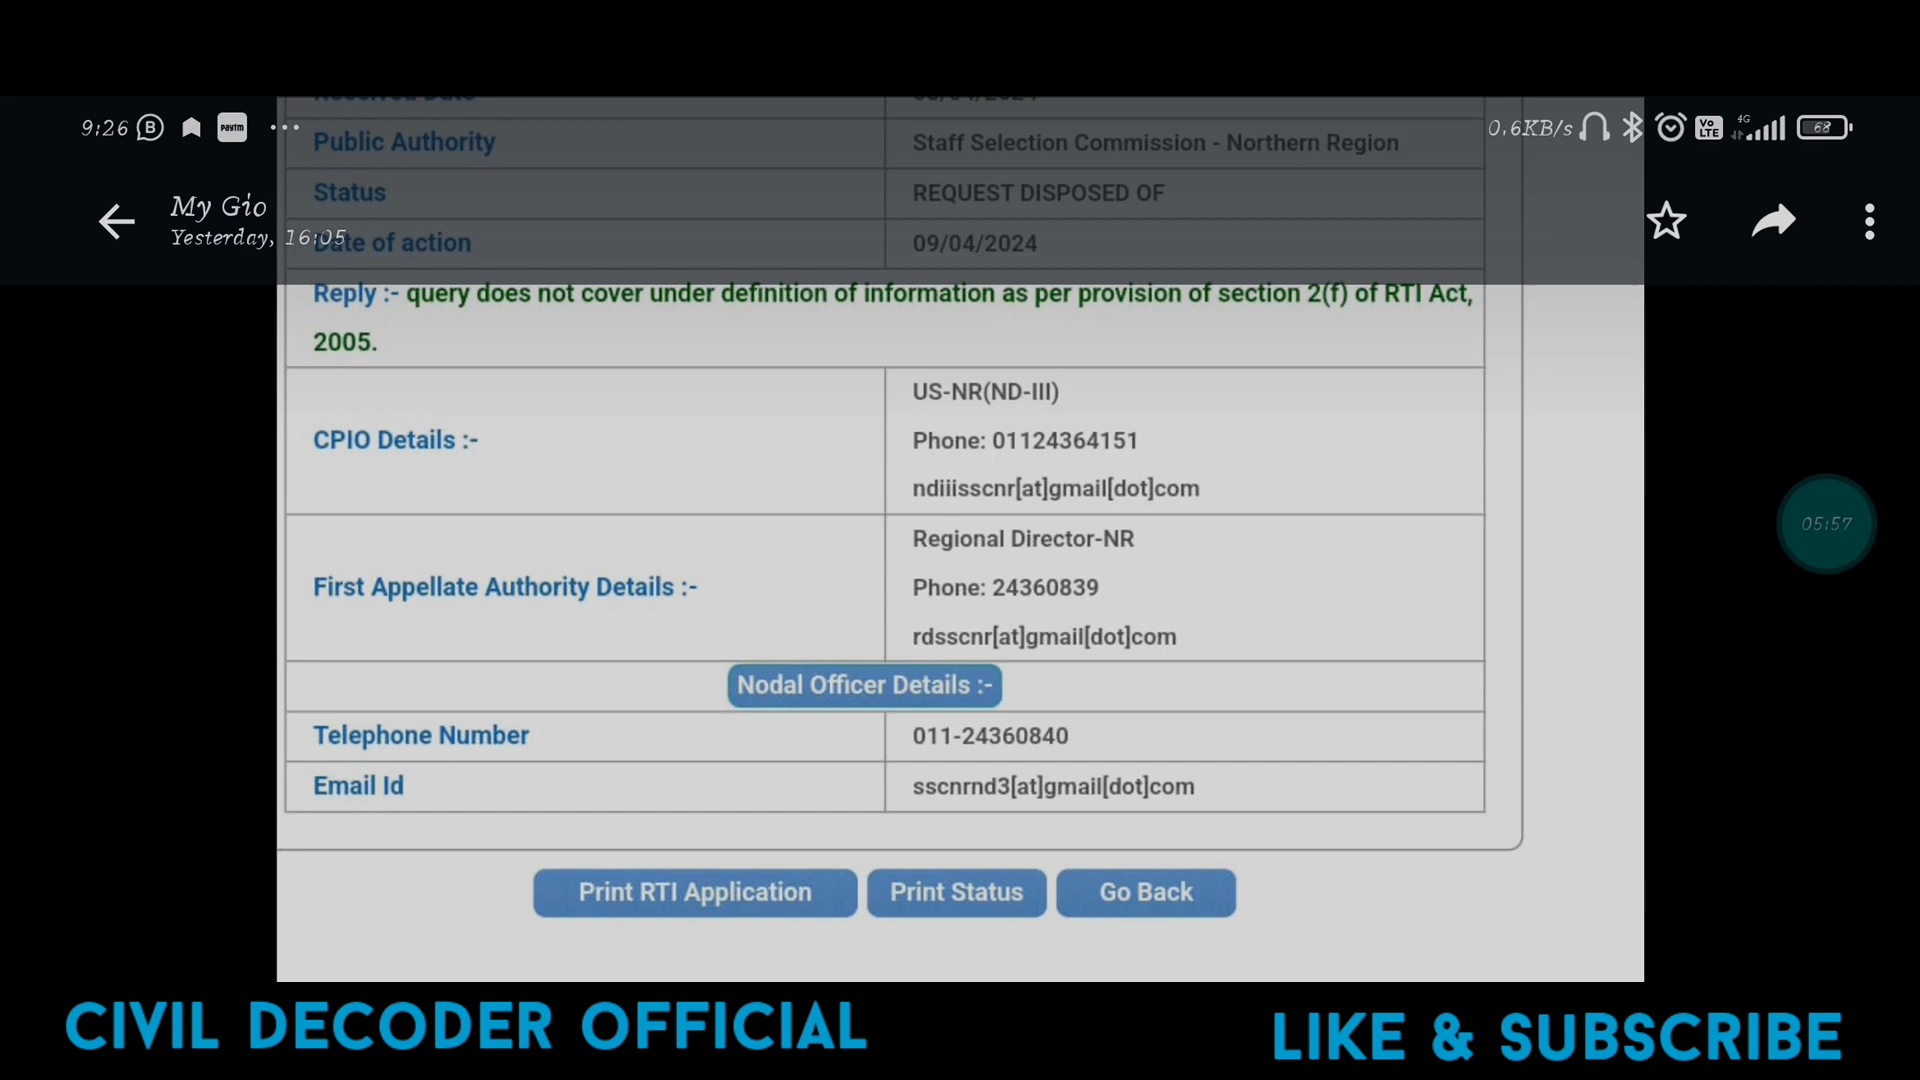 9:26 B paytm ... 0.6KB/s Vo LTE 4G 68
Public Authority Staff Selection Commission - Northern Region
Status REQUEST DISPOSED OF
My Gio
Yesterday, 16:05
Date of action 09/04/2024
Reply :- query does not cover under definition of information as per provision of section 2(f) of RTI Act,
2005.
CPIO Details :-
US-NR(ND-III)
Phone: 01124364151
ndiiisscnr[at]gmail[dot]com
First Appellate Authority Details :-
Regional Director-NR
Phone: 24360839
rdsscnr[at]gmail[dot]com
05:57
Nodal Officer Details :-
Telephone Number 011-24360840
Email Id sscnrnd3[at]gmail[dot]com
Print RTI Application Print Status Go Back
CIVIL DECODER OFFICIAL LIKE & SUBSCRIBE